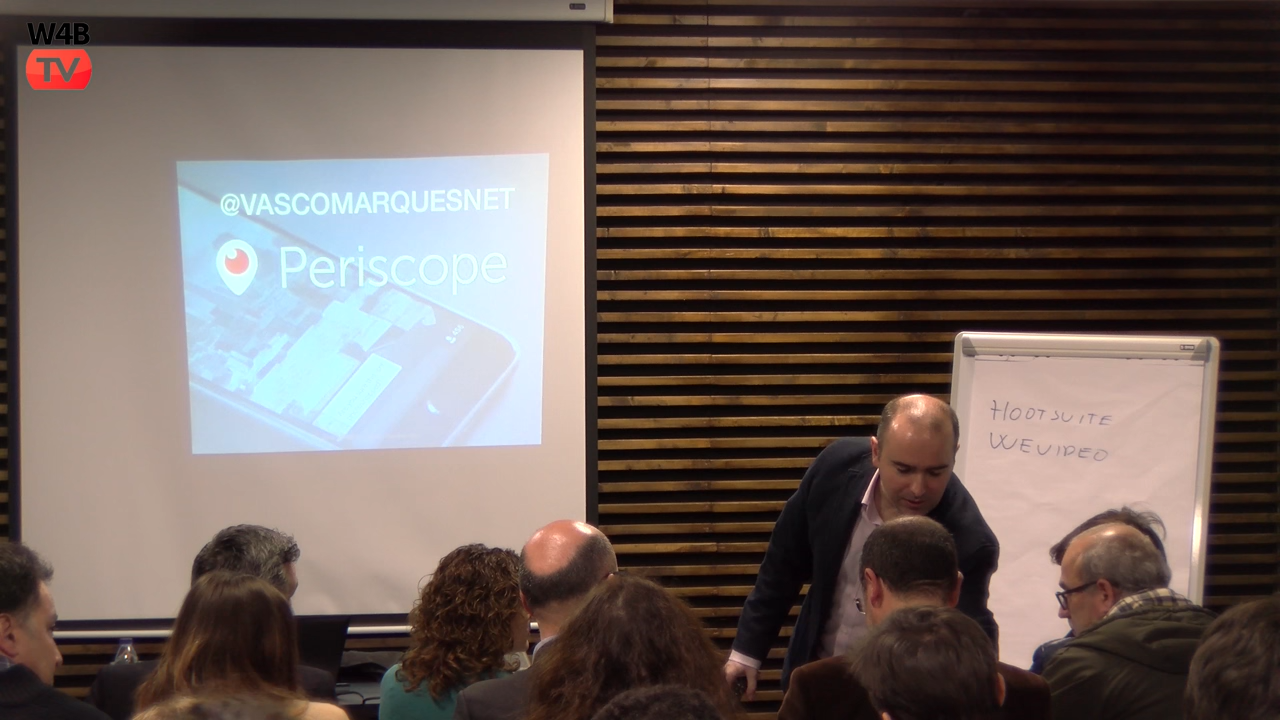 W4B
TV
@VASCOMARQUESNET
Periscope
HOOTSUITE
WEVIDEO